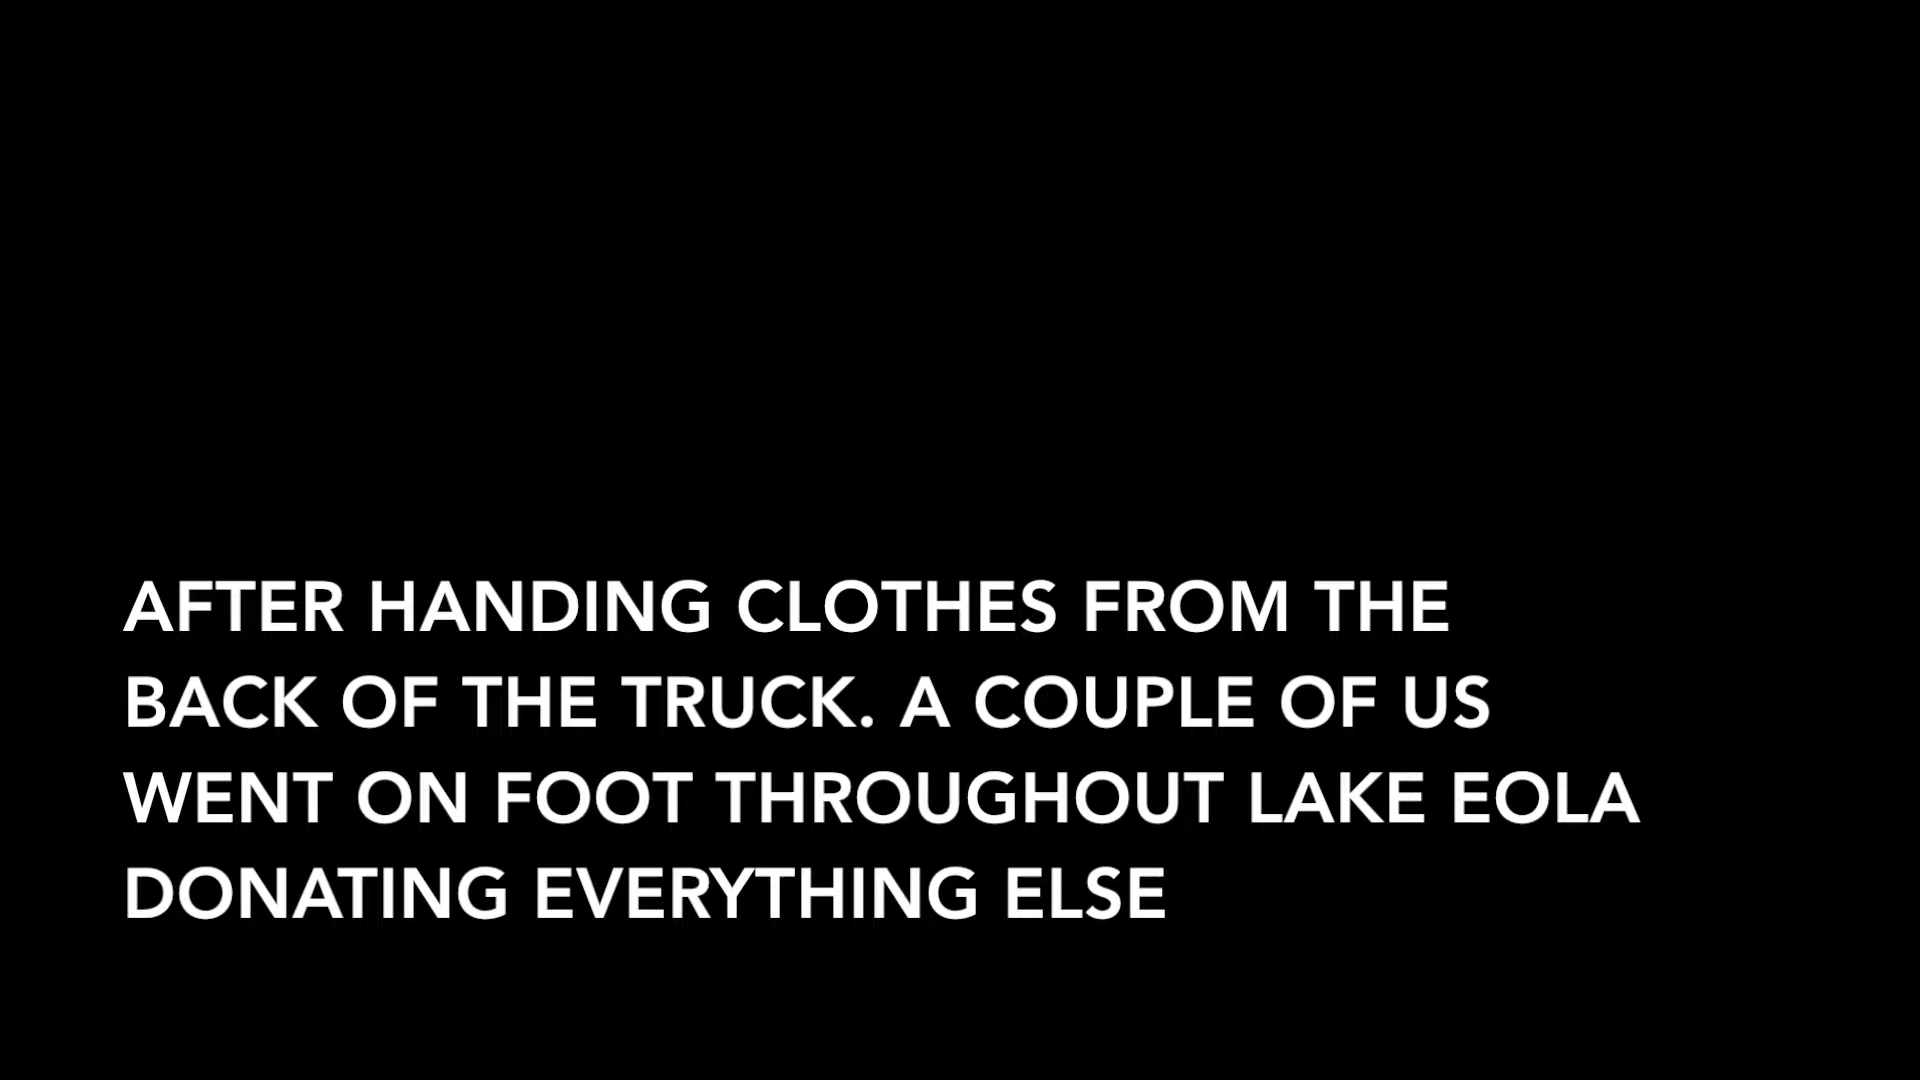 AFTER HANDING CLOTHES FROM THE
BACK OF THE TRUCK. A COUPLE OF US
WENT ON FOOT THROUGHOUT LAKE EOLA
DONATING EVERYTHING ELSE